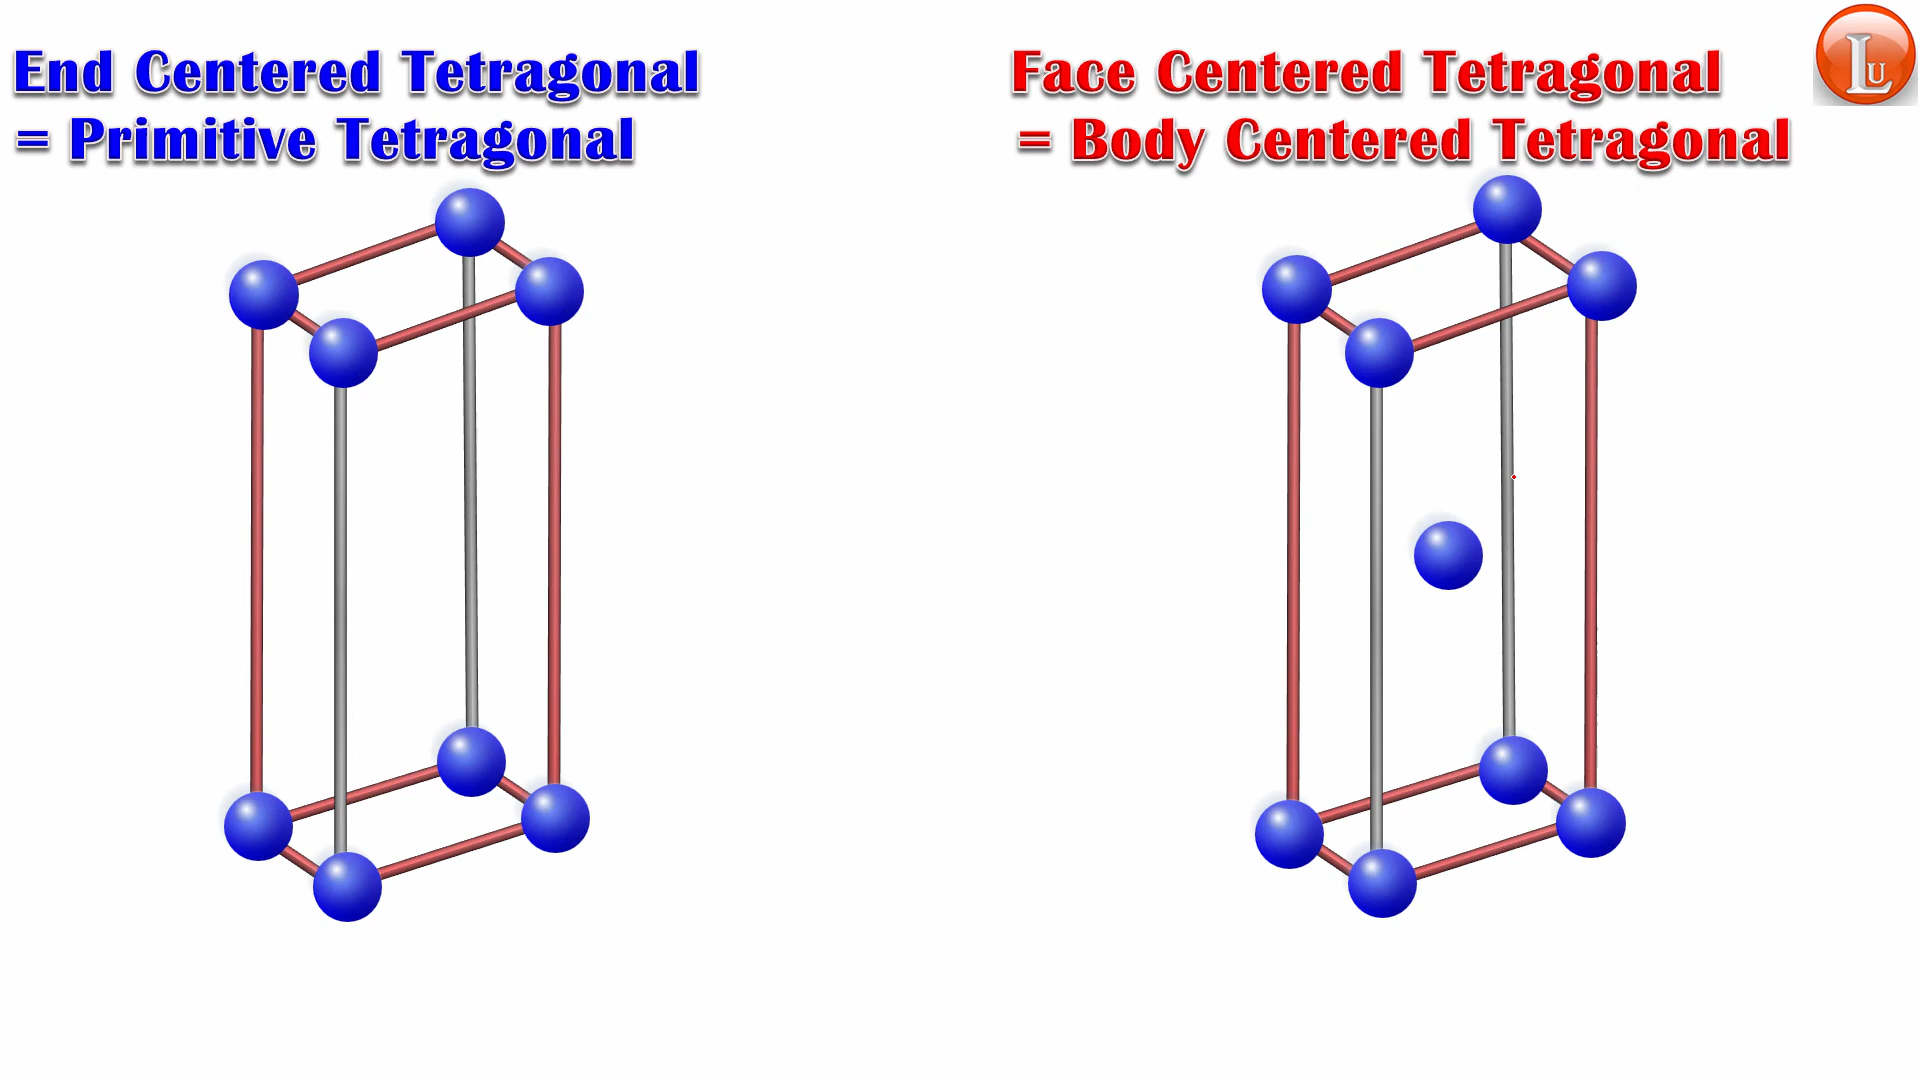 End Centered Tetragonal
= Primitive Tetragonal
Face Centered Tetragonal
= Body Centered Tetragonal
LU